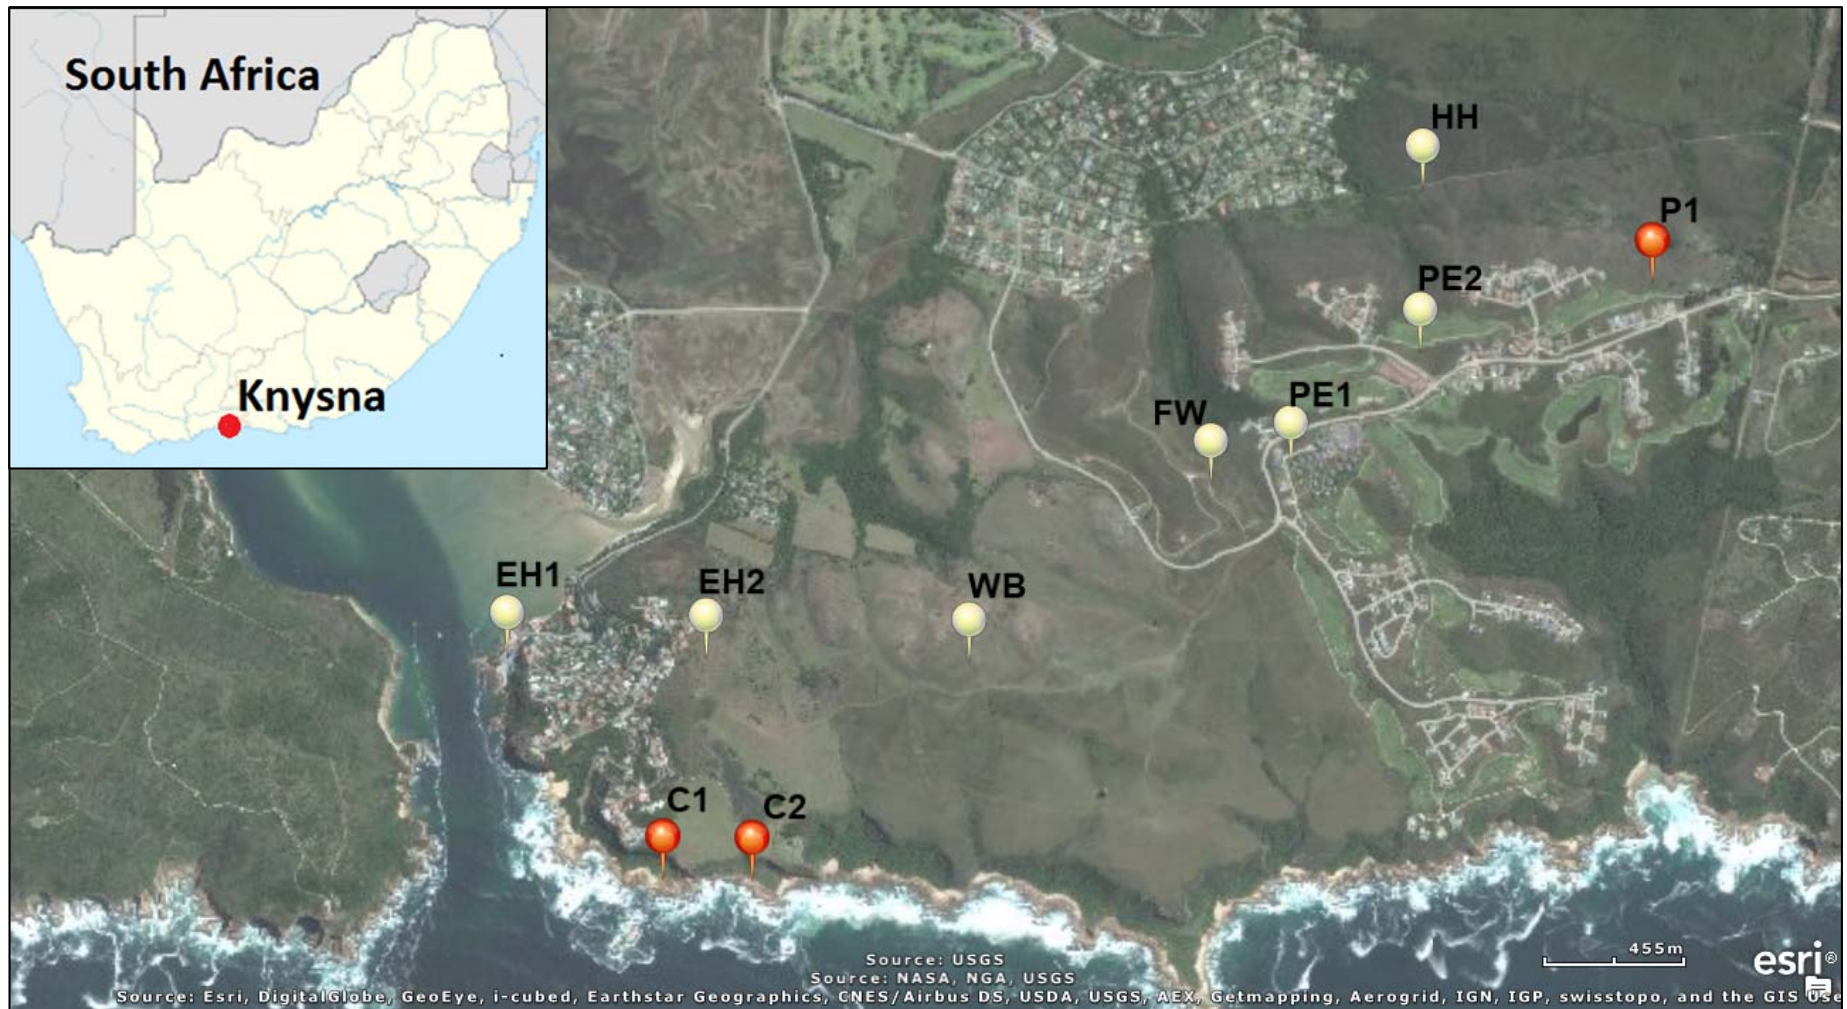 South Africa
Knysna
HH
P1
PE2
PE1
FW
EH1
EH2
WB
C1
C2
455m
esri®
Source: USGS
Source: NASA, NGA, USGS
Source: Esri, DigitalGlobe, GeoEye, i-cubed, Earthstar Geographics, CNES/Airbus DS, USDA, USGS, AEX, Getmapping, Aerogrid, IGN, IGP, swisstopo, and the GIS Use